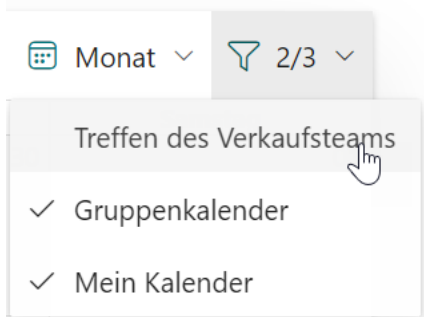 Monat 2/3
Treffen des Verkaufsteams
Gruppenkalender
Mein Kalender